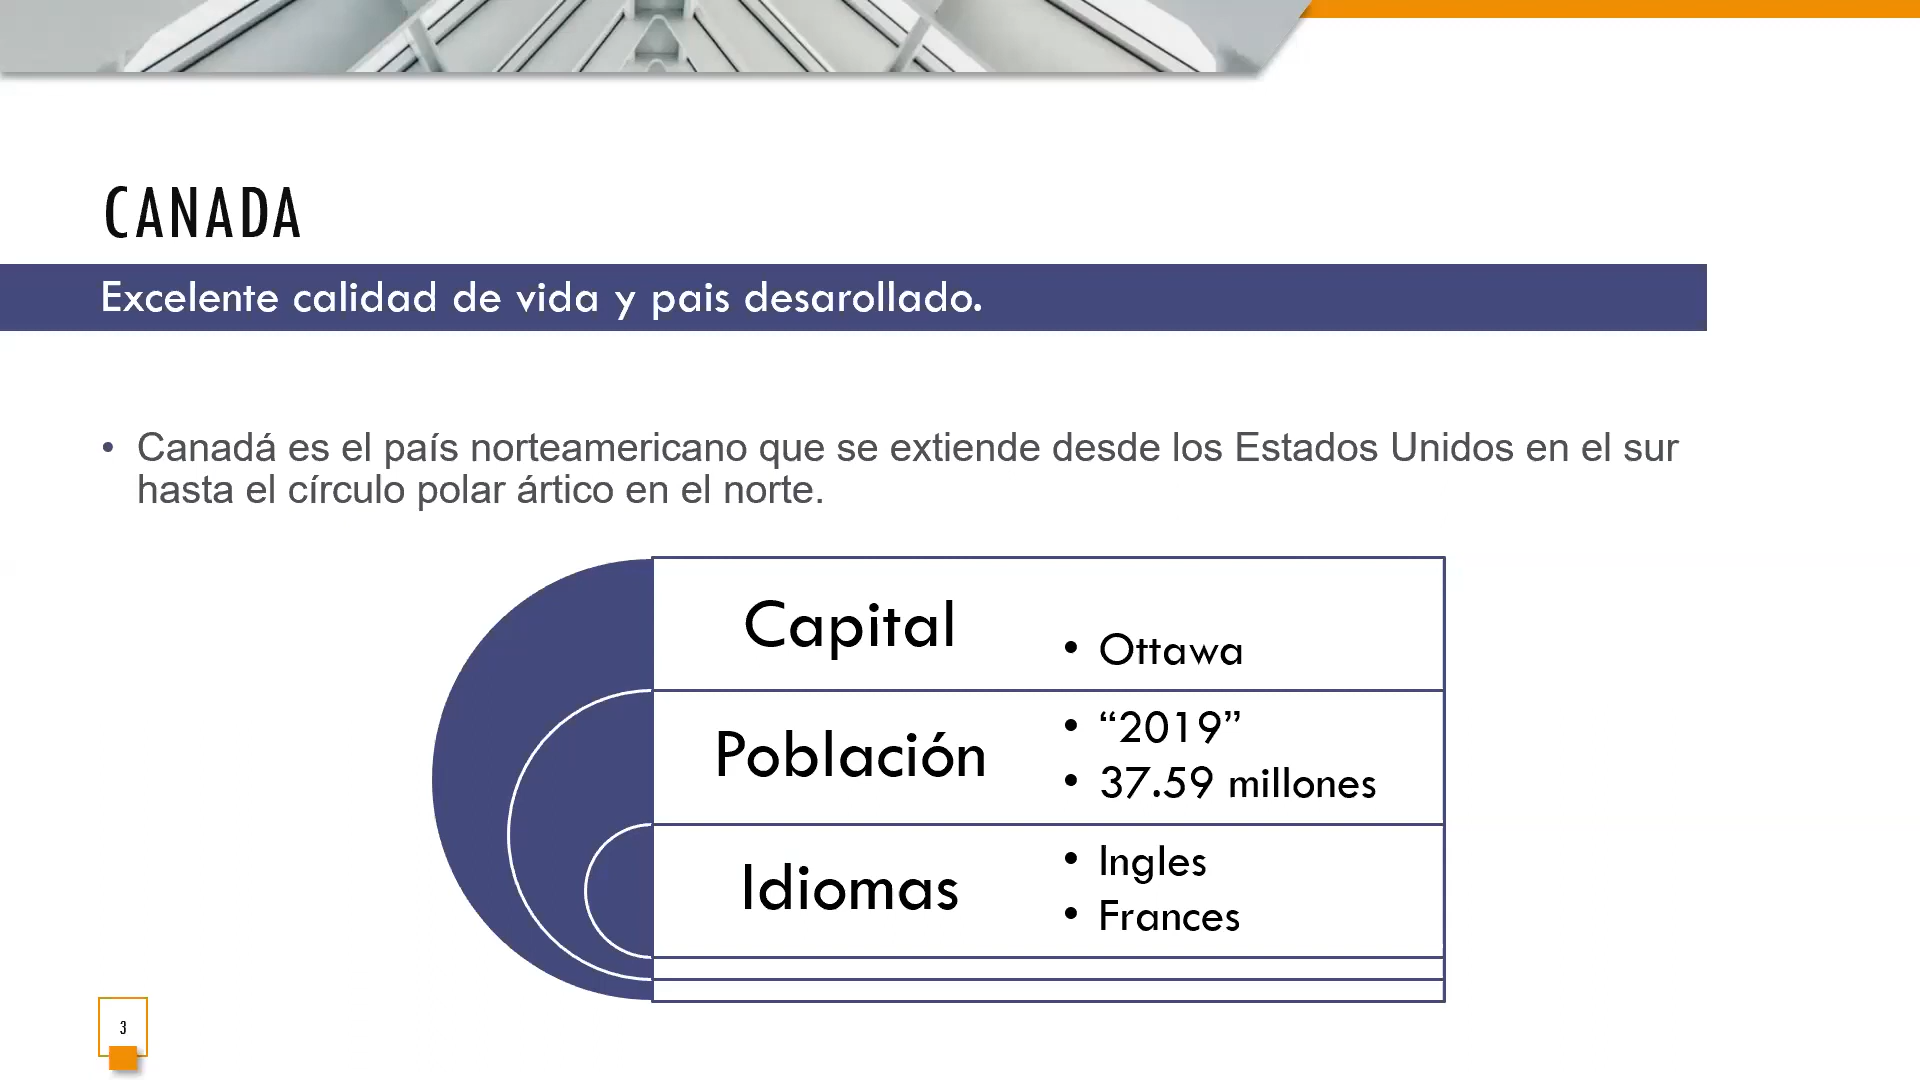 CANADA
Excelente calidad de vida y pais desarollado.
• Canadá es el país norteamericano que se extiende desde los Estados Unidos en el sur
hasta el círculo polar ártico en el norte.
Capital
• Ottawa
Población
• “2019”
• 37.59 millones
Idiomas
• Ingles
• Frances
3